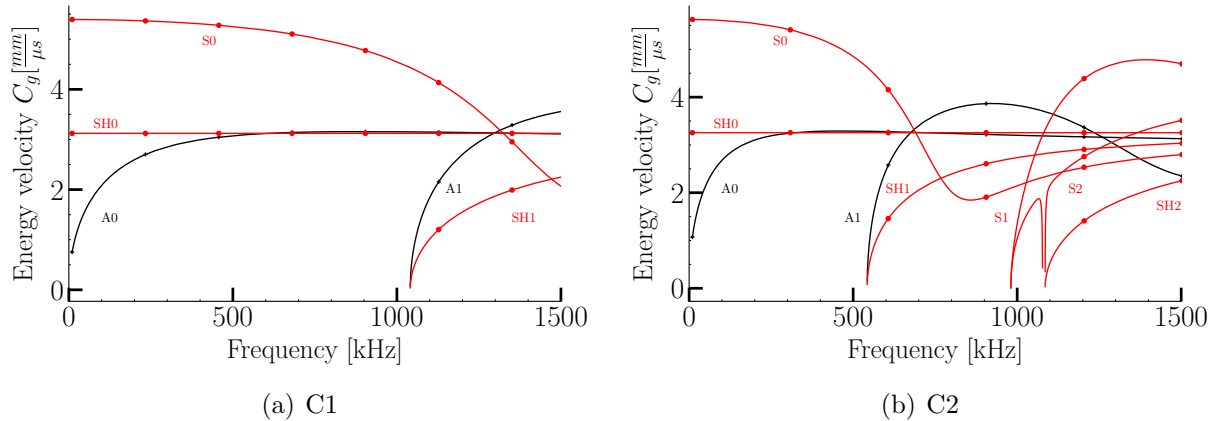 Energy velocity $C_g[\frac{mm}{\mu s}]$
4
2
0
0
500
1000
1500
Frequency [kHz]
S0
SH0
A0
A1
SH1
(a) C1
Energy velocity $C_g[\frac{mm}{\mu s}]$
4
2
0
0
500
1000
1500
Frequency [kHz]
S0
SH0
A0
A1
SH1
S1
S2
SH2
(b) C2